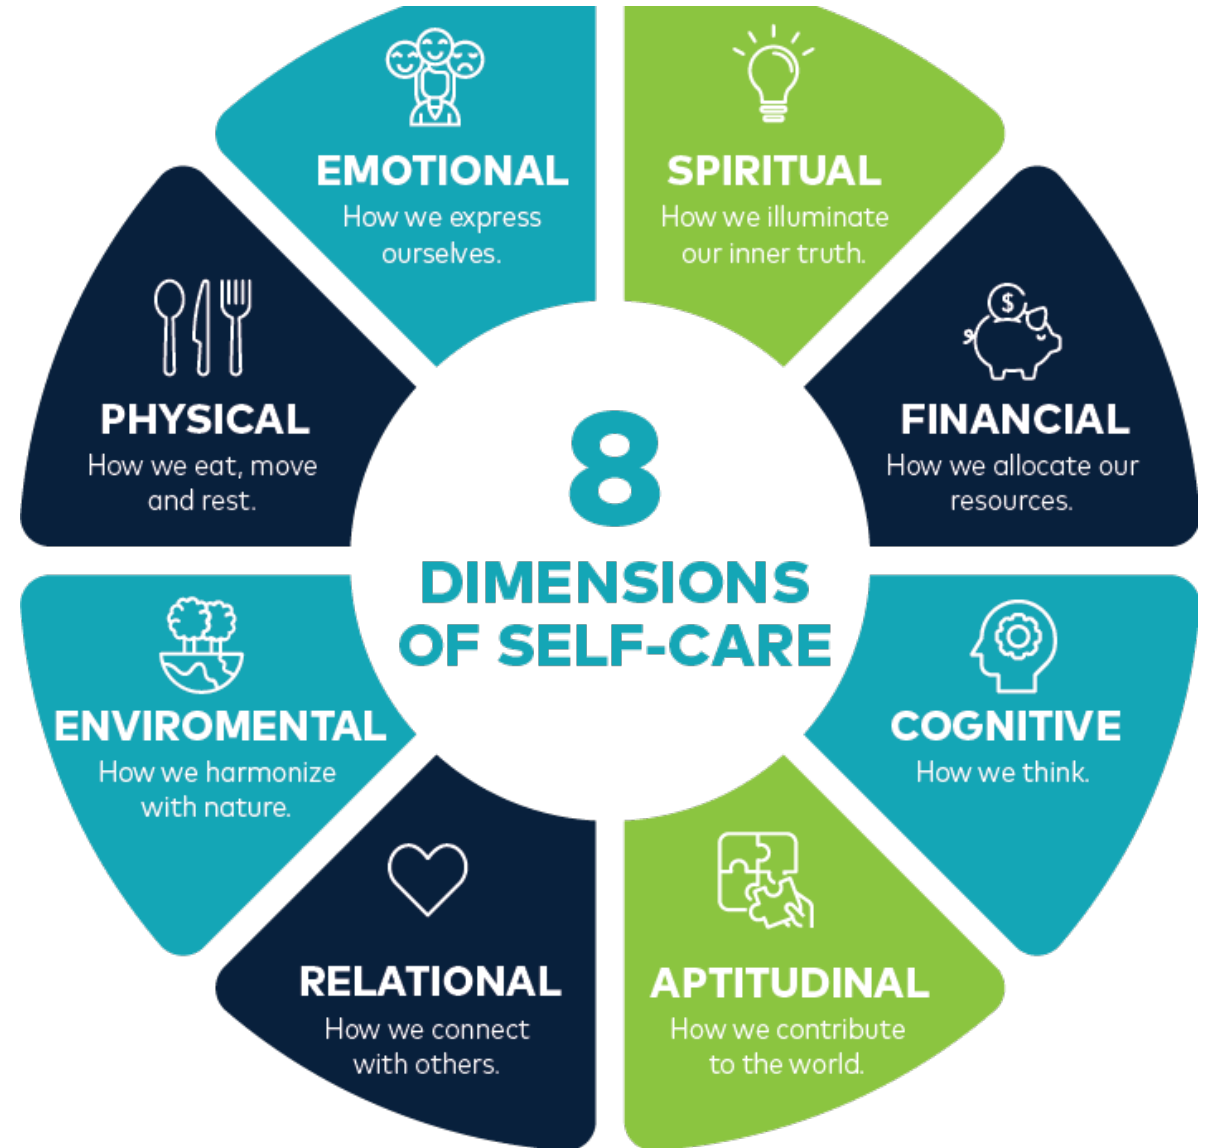 EMOTIONAL
How we express
ourselves.
SPIRITUAL
How we illuminate
our inner truth.
$
FINANCIAL
How we allocate our
resources.
COGNITIVE
How we think.
APTITUDINAL
How we contribute
to the world.
RELATIONAL
How we connect
with others.
ENVIROMENTAL
How we harmonize
with nature.
PHYSICAL
How we eat, move
and rest.
8
DIMENSIONS
OF SELF-CARE